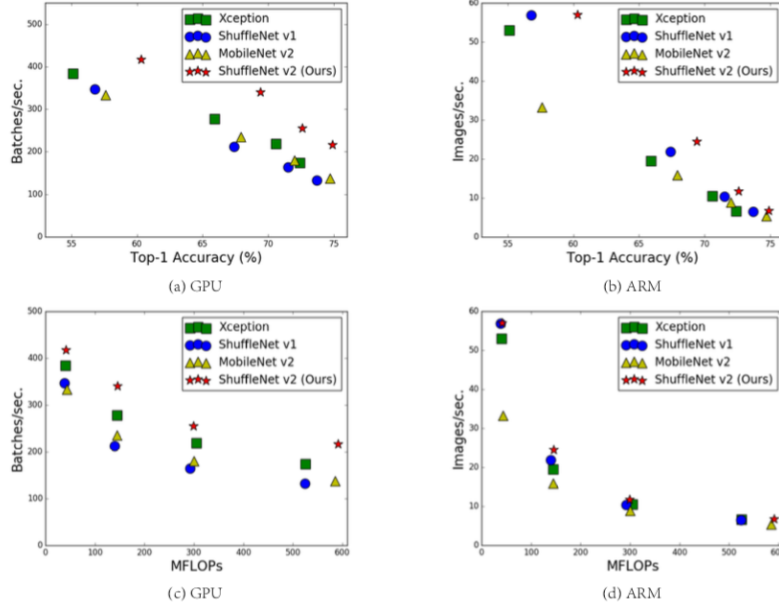 500
400
300
200
100
0
Batches/sec.
Xception
ShuffleNet v1
MobileNet v2
ShuffleNet v2 (Ours)
55 60 65 70 75
Top-1 Accuracy (%)
(a) GPU
60
50
40
30
20
10
0
Images/sec.
Xception
ShuffleNet v1
MobileNet v2
ShuffleNet v2 (Ours)
55 60 65 70 75
Top-1 Accuracy (%)
(b) ARM
500
400
300
200
100
0
Batches/sec.
Xception
ShuffleNet v1
MobileNet v2
ShuffleNet v2 (Ours)
0 100 200 300 400 500 600
MFLOPs
(c) GPU
60
50
40
30
20
10
0
Images/sec.
Xception
ShuffleNet v1
MobileNet v2
ShuffleNet v2 (Ours)
0 100 200 300 400 500 600
MFLOPs
(d) ARM